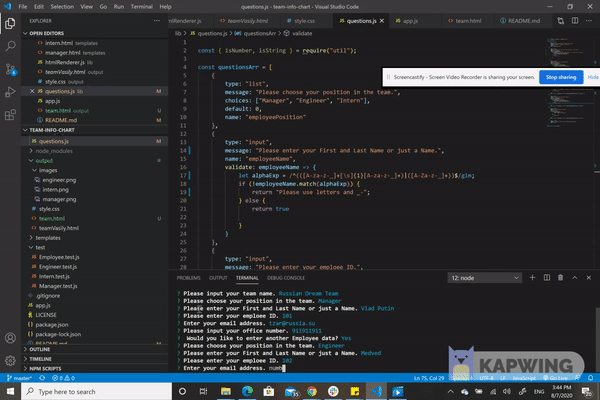 File Edit Selection View Go Run Terminal Help
questions.js - team-info-chart - Visual Studio Code
EXPLORER
mlRenderer.js
teamVasily.html
style.css
questions.js
app.js
team.html
README.md
OPEN EDITORS
intern.html templates
manager.html templates
htmlRenderer.js lib
teamVasily.html output
style.css output
questions.js lib M
app.js
team.html output
README.md M
TEAM-INFO-CHART
questions.js M
node_modules
output
images
engineer.png
intern.png
manager.png
style.css
team.html
teamVasily.html
templates
test
Employee.test.js
Engineer.test.js
Intern.test.js
Manager.test.js
.gitignore
app.js
LICENSE
package.json
package-lock.json
README.md M
OUTLINE
TIMELINE
NPM SCRIPTS
lib > questions.js > questionsArr > validate
const { isNumber, isString } = require("util");
const questionsArr = [
{
type: "list",
message: "Please choose your position in the team.",
choices: ["Manager", "Engineer", "Intern"],
default: 0,
name: "employeePosition"
},
{
type: "input",
message: "Please enter your First and Last Name or just a Name.",
name: "employeeName",
validate: employeeName => {
if (!employeeName.match(alphaExp)) {
return "Please use letters and _-";
} else {
return true
}
}
},
{
type: "input",
message: "Please enter your emploee ID.",
Screencastify - Screen Video Recorder is sharing your screen.
Stop sharing
Hide
PROBLEMS OUTPUT TERMINAL DEBUG CONSOLE
12: node
? Please input your team name. Russian Dream Team
? Please choose your position in the team. Manager
? Please enter your First and Last Name or just a Name. Vlad Putin
? Please enter your emploee ID. 101
? Enter your email address. tzar@russia.su
? Please input your office number. 911911911
? Would you like to enter another Employee data? Yes
? Please choose your position in the team. Engineer
? Please enter your First and Last Name or just a Name. Medved
? Please enter your emploee ID. 102
? Enter your email address. numb
KAPWING
master*
Ln 75, Col 29
UTF-8
LF
JavaScript
Go Live
Type here to search
3:44 PM
8/7/2020